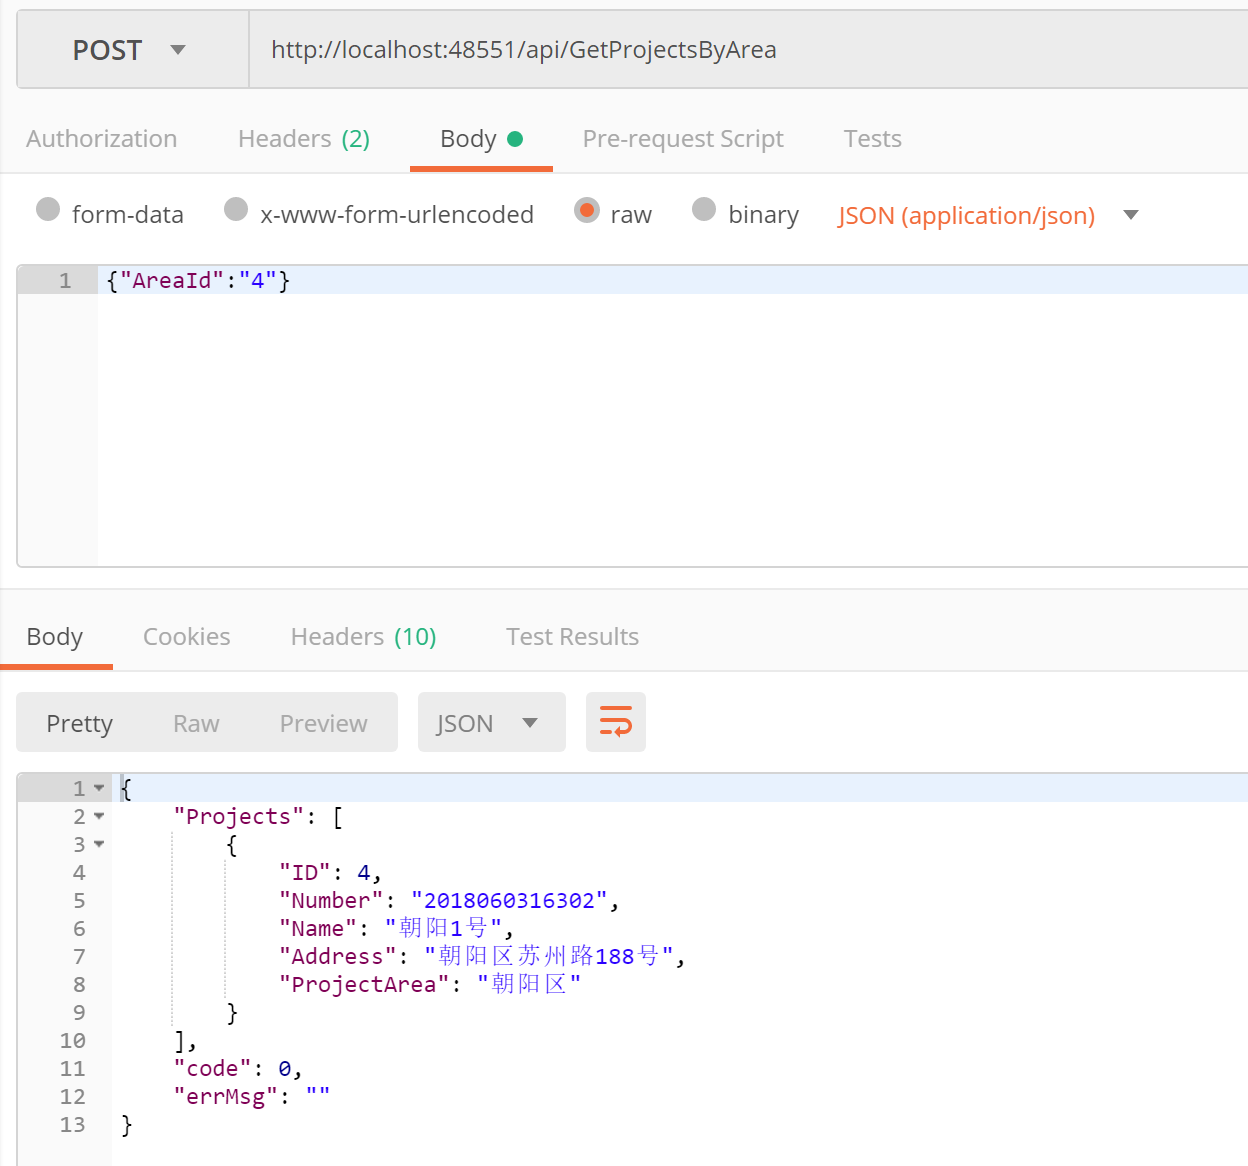 POST http://localhost:48551/api/GetProjectsByArea
Authorization Headers (2) Body Pre-request Script Tests
form-data x-www-form-urlencoded raw binary JSON (application/json)
1 {"AreaId":"4"}
Body Cookies Headers (10) Test Results
Pretty Raw Preview JSON
1 {
2 "Projects": [
3 {
4 "ID": 4,
5 "Number": "2018060316302",
6 "Name": "朝阳1号",
7 "Address": "朝阳区苏州路188号",
8 "ProjectArea": "朝阳区"
9 }
10 ],
11 "code": 0,
12 "errMsg": ""
13 }